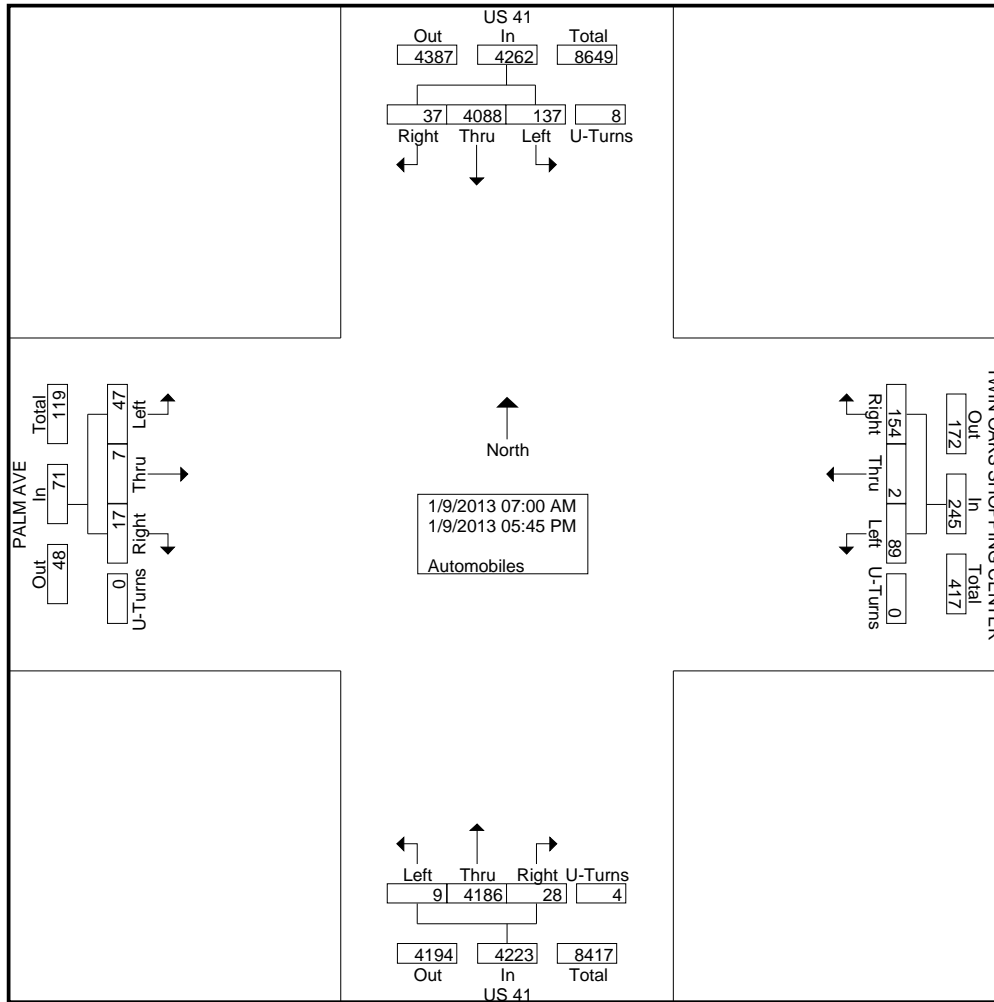 US 41
Out In Total
4387 4262 8649
37 4088 137 8
Right Thru Left U-Turns
PALM AVE
Out In Total
48 71 119
Left Thru Right U-Turns
47 7 17 0
North
1/9/2013 07:00 AM
1/9/2013 05:45 PM
Automobiles
TWIN SHOPPING CENTER
Out In Total
172 245 417
154 2 89 0
Right Thru Left U-Turns
Left Thru Right U-Turns
9 4186 28 4
4194 4223 8417
Out In Total
US 41